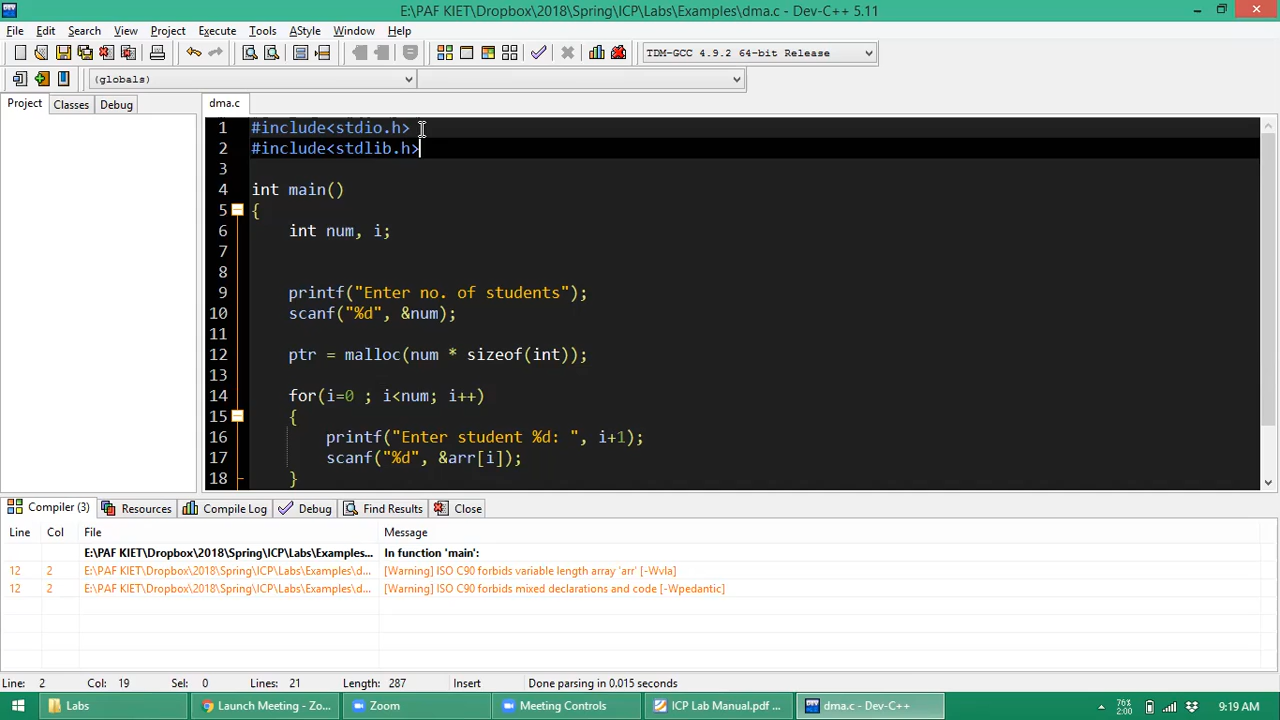 E:\PAF KIET\Dropbox\2018\Spring\ICP\Labs\Examples\dma.c - Dev-C++ 5.11
File Edit Search View Project Execute Tools AStyle Window Help
TDM-GCC 4.9.2 64-bit Release
(globals)
Project Classes Debug dma.c
1 #include<stdio.h>
2 #include<stdlib.h>
3
4 int main()
5 {
6 int num, i;
7
8
9 printf("Enter no. of students");
10 scanf("%d", &num);
11
12 ptr = malloc(num * sizeof(int));
13
14 for(i=0 ; i<num; i++)
15 {
16 printf("Enter student %d: ", i+1);
17 scanf("%d", &arr[i]);
18 }
Compiler (3) Resources Compile Log Debug Find Results Close
Line Col File Message
E:\PAF KIET\Dropbox\2018\Spring\ICP\Labs\Examples... In function 'main':
12 2 E:\PAF KIET\Dropbox\2018\Spring\ICP\Labs\Examples\d... [Warning] ISO C90 forbids variable length array 'arr' [-Wvla]
12 2 E:\PAF KIET\Dropbox\2018\Spring\ICP\Labs\Examples\d... [Warning] ISO C90 forbids mixed declarations and code [-Wpedantic]
Line: 2 Col: 19 Sel: 0 Lines: 21 Length: 287 Insert Done parsing in 0.015 seconds
Labs Launch Meeting - Zo... Zoom Meeting Controls ICP Lab Manual.pdf ... dma.c - Dev-C++ 76% 2:00 9:19 AM